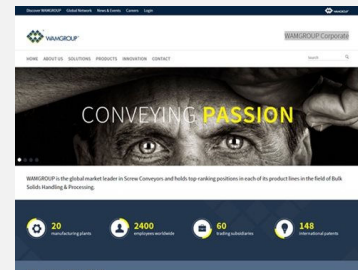 Discover WAMGROUP Global Network News & Events Careers Login
WAMGROUP
WAMGROUP
WAMGROUP Corporate
HOME ABOUT US SOLUTIONS PRODUCTS INNOVATION CONTACT
Search
CONVEYING PASSION
WAMGROUP is the global market leader in Screw Conveyors and holds top-ranking positions in each of its product lines in the field of Bulk
Solids Handling & Processing.
20
manufacturing plants
2400
employees worldwide
60
trading subsidiaries
148
international patents